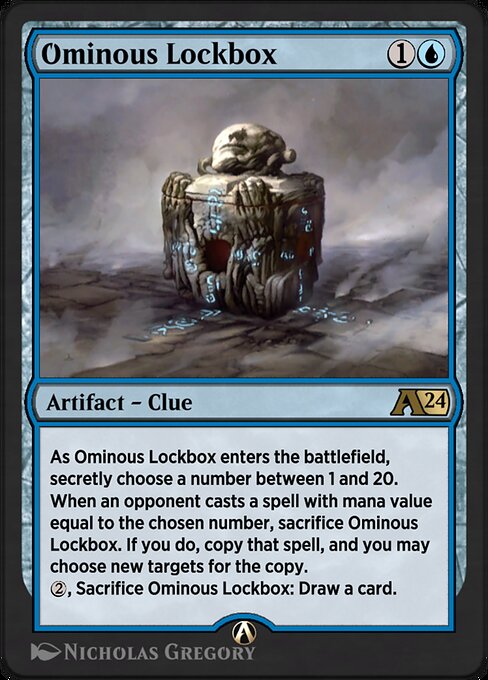 Ominous Lockbox 1
Artifact – Clue A24
As Ominous Lockbox enters the battlefield,
secretly choose a number between 1 and 20.
When an opponent casts a spell with mana value
equal to the chosen number, sacrifice Ominous
Lockbox. If you do, copy that spell, and you may
choose new targets for the copy.
2, Sacrifice Ominous Lockbox: Draw a card.
Nicholas Gregory